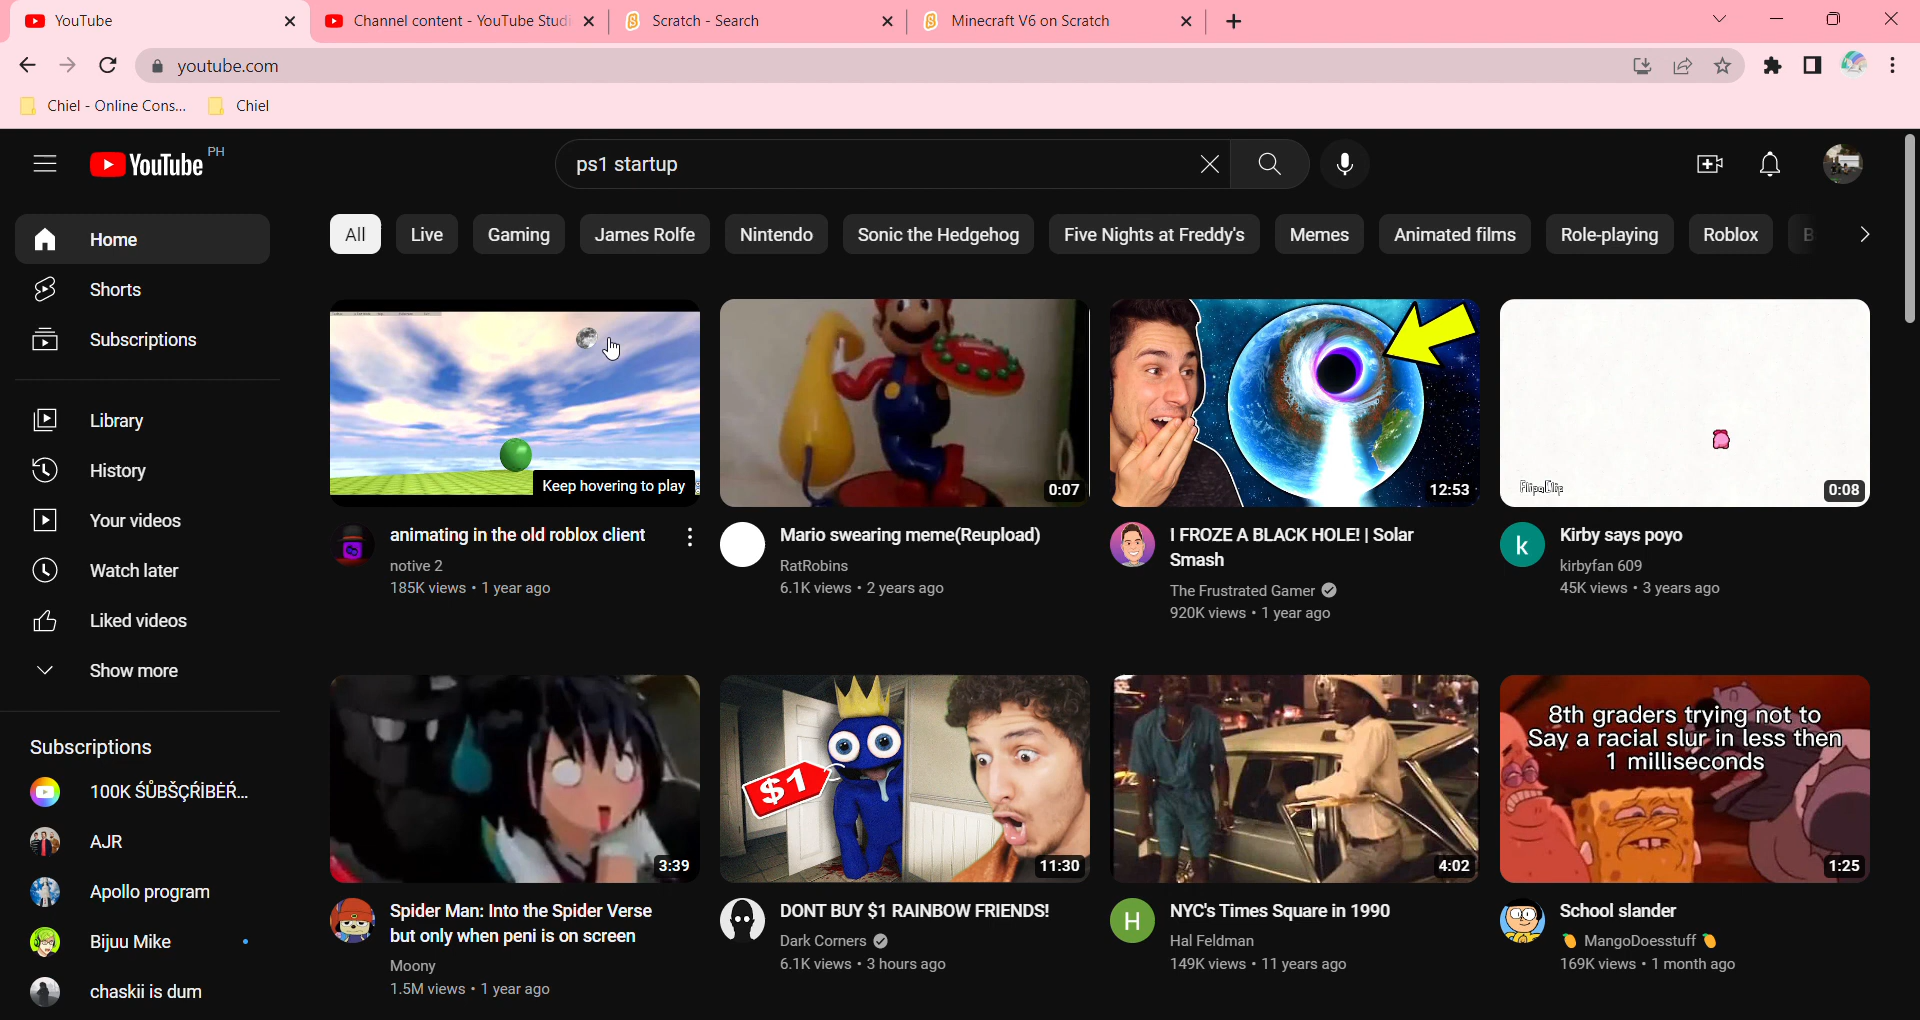 YouTube
Channel content - YouTube Studi
Scratch - Search
Minecraft V6 on Scratch
youtube.com
Chiel - Online Cons...
Chiel
YouTube PH
ps1 startup
Home
Shorts
Subscriptions
Library
History
Your videos
Watch later
Liked videos
Show more
Subscriptions
100K ŚŮBŠÇŔÍBĖŔ...
AJR
Apollo program
Bijuu Mike
chaskii is dum
All
Live
Gaming
James Rolfe
Nintendo
Sonic the Hedgehog
Five Nights at Freddy's
Memes
Animated films
Role-playing
Roblox
Keep hovering to play
animating in the old roblox client
notive 2
185K views • 1 year ago
0:07
Mario swearing meme(Reupload)
RatRobins
6.1K views • 2 years ago
12:53
I FROZE A BLACK HOLE! | Solar
Smash
The Frustrated Gamer
920K views • 1 year ago
FlipaClip
0:08
k
Kirby says poyo
kirbyfan 609
45K views • 3 years ago
3:39
Spider Man: Into the Spider Verse
but only when peni is on screen
Moony
1.5M views • 1 year ago
$1
11:30
DONT BUY $1 RAINBOW FRIENDS!
Dark Corners
6.1K views • 3 hours ago
4:02
H
NYC's Times Square in 1990
Hal Feldman
149K views • 11 years ago
8th graders trying not to
Say a racial slur in less then
1 milliseconds
1:25
School slander
🥭 MangoDoesstuff 🥭
169K views • 1 month ago